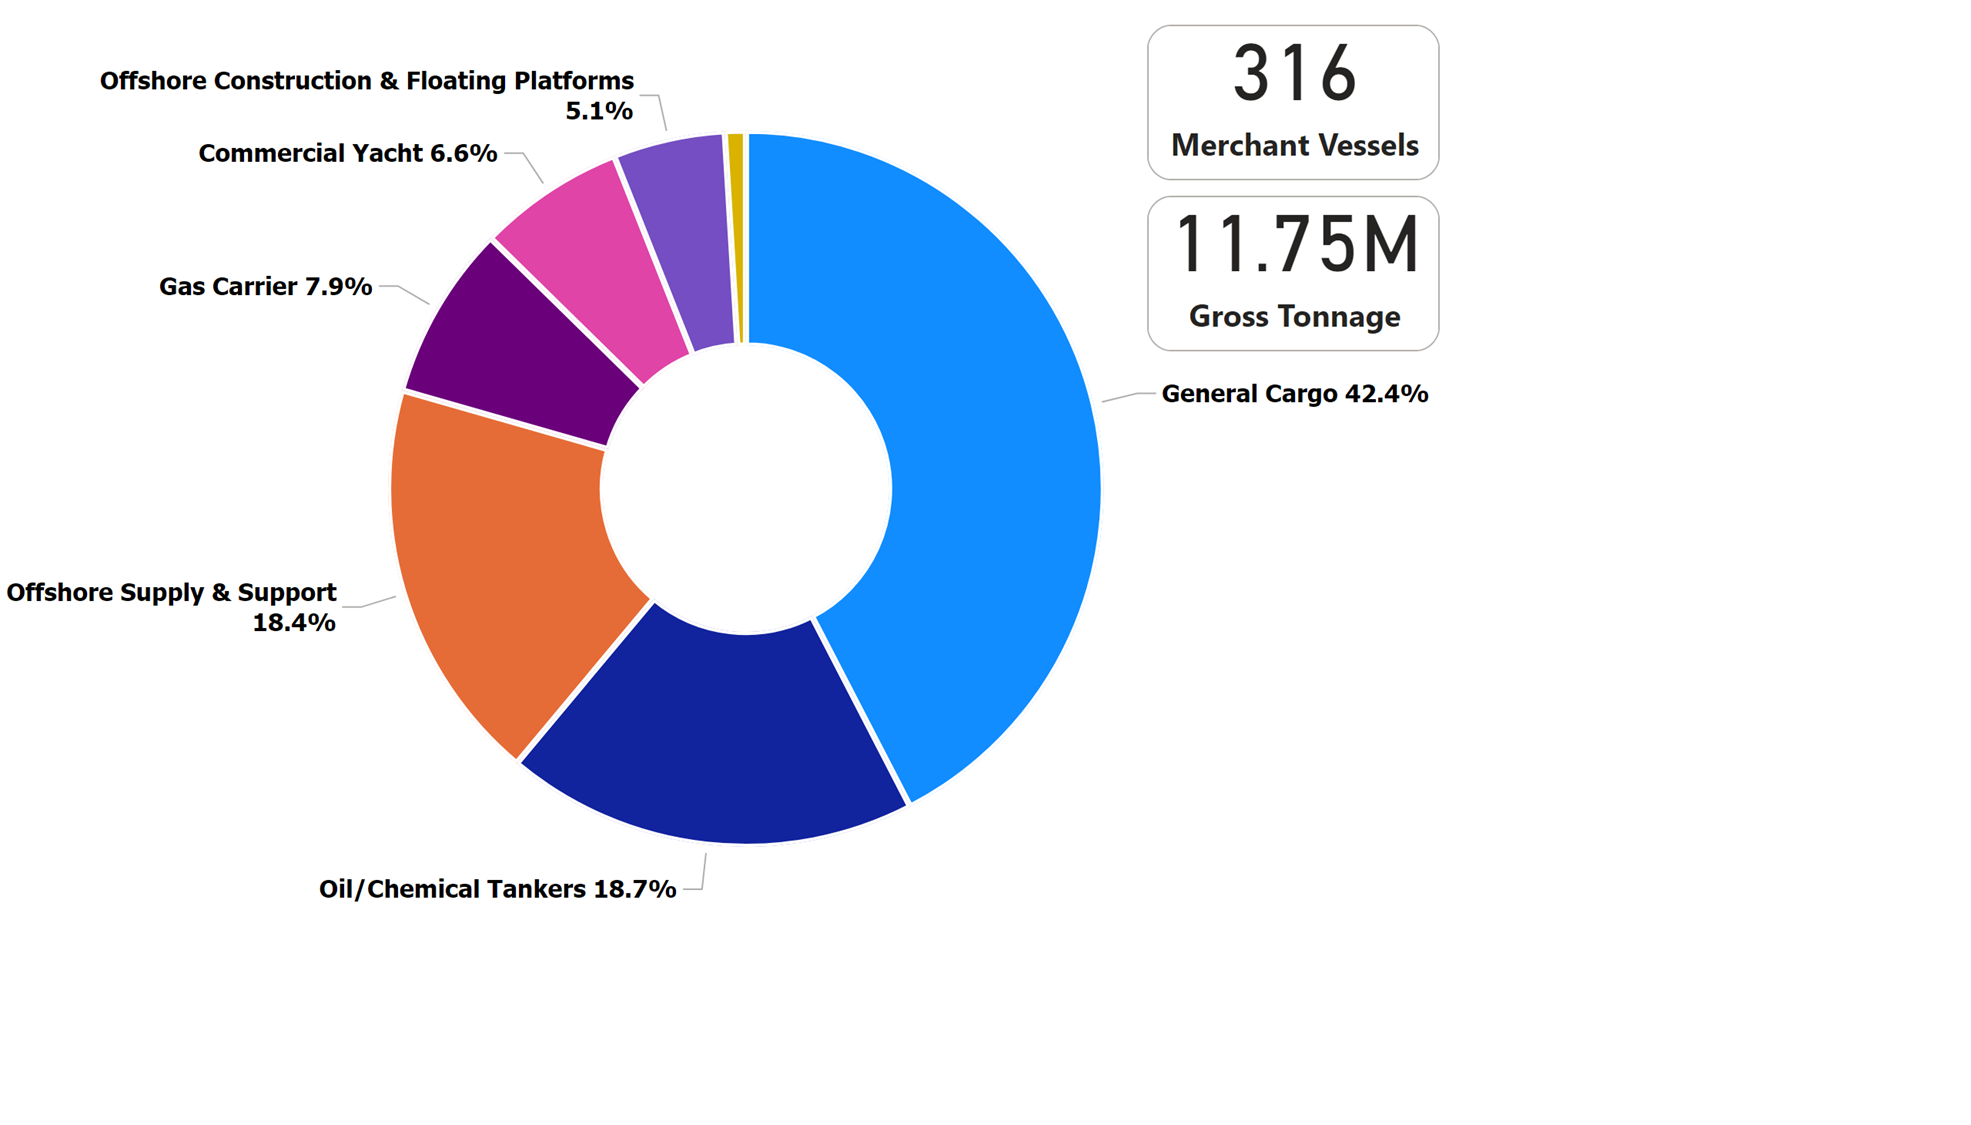 316
Merchant Vessels
11.75M
Gross Tonnage
Offshore Construction & Floating Platforms
5.1%
Commercial Yacht 6.6%
Gas Carrier 7.9%
General Cargo 42.4%
Offshore Supply & Support
18.4%
Oil/Chemical Tankers 18.7%